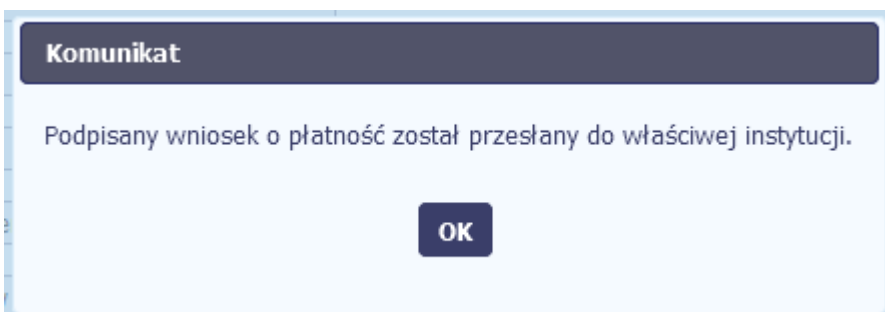 Komunikat
Podpisany wniosek o płatność został przesłany do właściwej instytucji.
OK